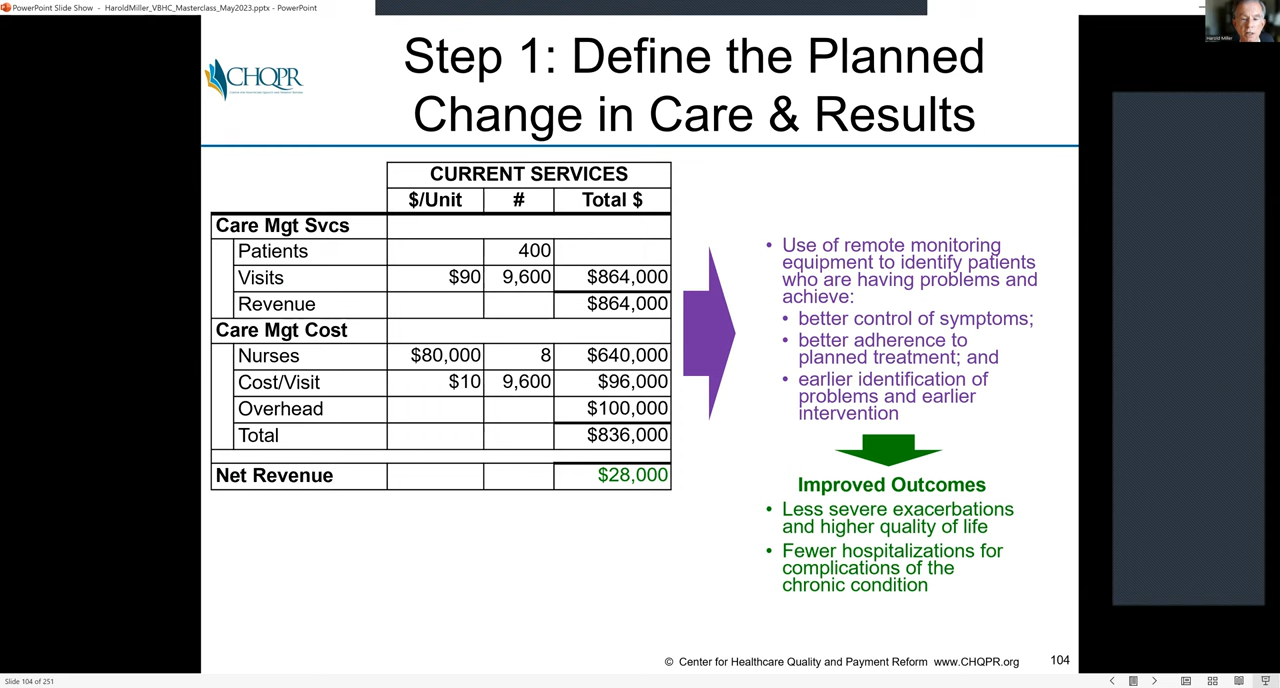 PowerPoint Slide Show - HaroldMiller_VBHC_Masterclass_May2023.pptx - PowerPoint
Harold Miller
CHQPR
Step 1: Define the Planned
Change in Care & Results
CURRENT SERVICES
$/Unit # Total $
Care Mgt Svcs
Patients 400
Visits $90 9,600 $864,000
Revenue $864,000
Care Mgt Cost
Nurses $80,000 8 $640,000
Cost/Visit $10 9,600 $96,000
Overhead $100,000
Total $836,000
Net Revenue $28,000
• Use of remote monitoring
equipment to identify patients
who are having problems and
achieve:
• better control of symptoms;
• better adherence to
planned treatment; and
• earlier identification of
problems and earlier
intervention
Improved Outcomes
• Less severe exacerbations
and higher quality of life
• Fewer hospitalizations for
complications of the
chronic condition
© Center for Healthcare Quality and Payment Reform www.CHQPR.org
104
Slide 104 of 251